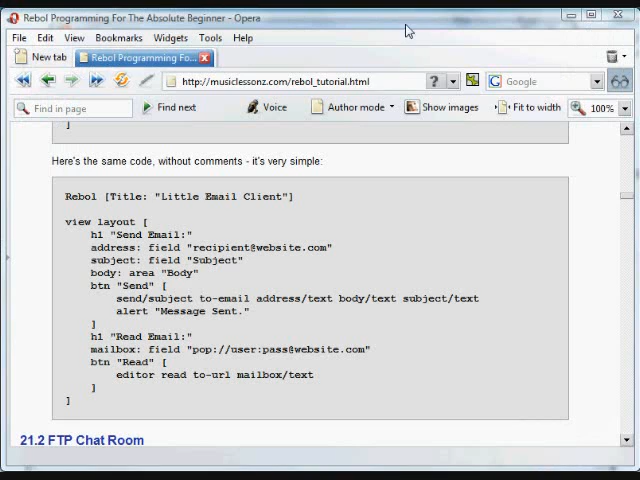 Rebol Programming For The Absolute Beginner - Opera
File Edit View Bookmarks Widgets Tools Help
New tab Rebol Programming Fo...
http://musiclessonz.com/rebol_tutorial.html ? G Google
Find in page Find next Voice Author mode Show images Fit to width 100%
]
Here's the same code, without comments - it's very simple:
Rebol [Title: "Little Email Client"]
view layout [
h1 "Send Email:"
address: field "recipient@website.com"
subject: field "Subject"
body: area "Body"
btn "Send" [
send/subject to-email address/text body/text subject/text
alert "Message Sent."
]
h1 "Read Email:"
mailbox: field "pop://user:pass@website.com"
btn "Read" [
editor read to-url mailbox/text
]
]
21.2 FTP Chat Room